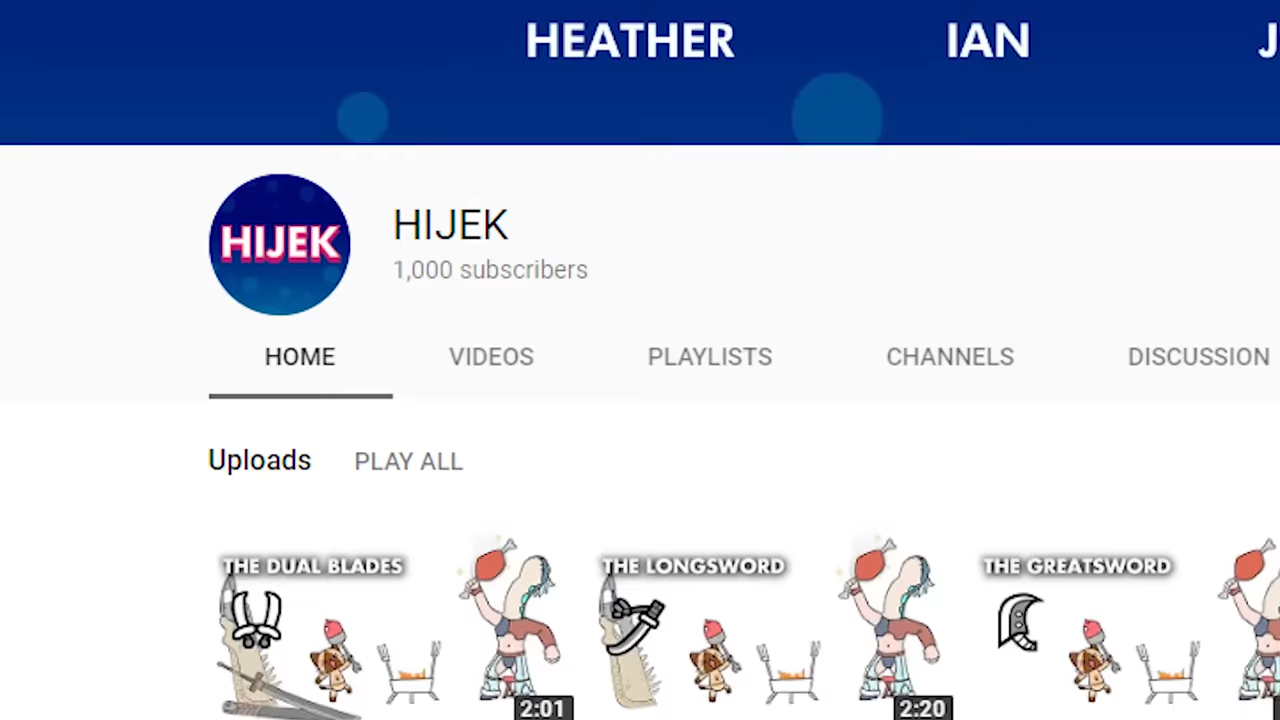 HEATHER IAN J
HIJEK
HIJEK
1,000 subscribers
HOME VIDEOS PLAYLISTS CHANNELS DISCUSSION
Uploads PLAY ALL
THE DUAL BLADES THE LONGSWORD THE GREATSWORD
2:01 2:20